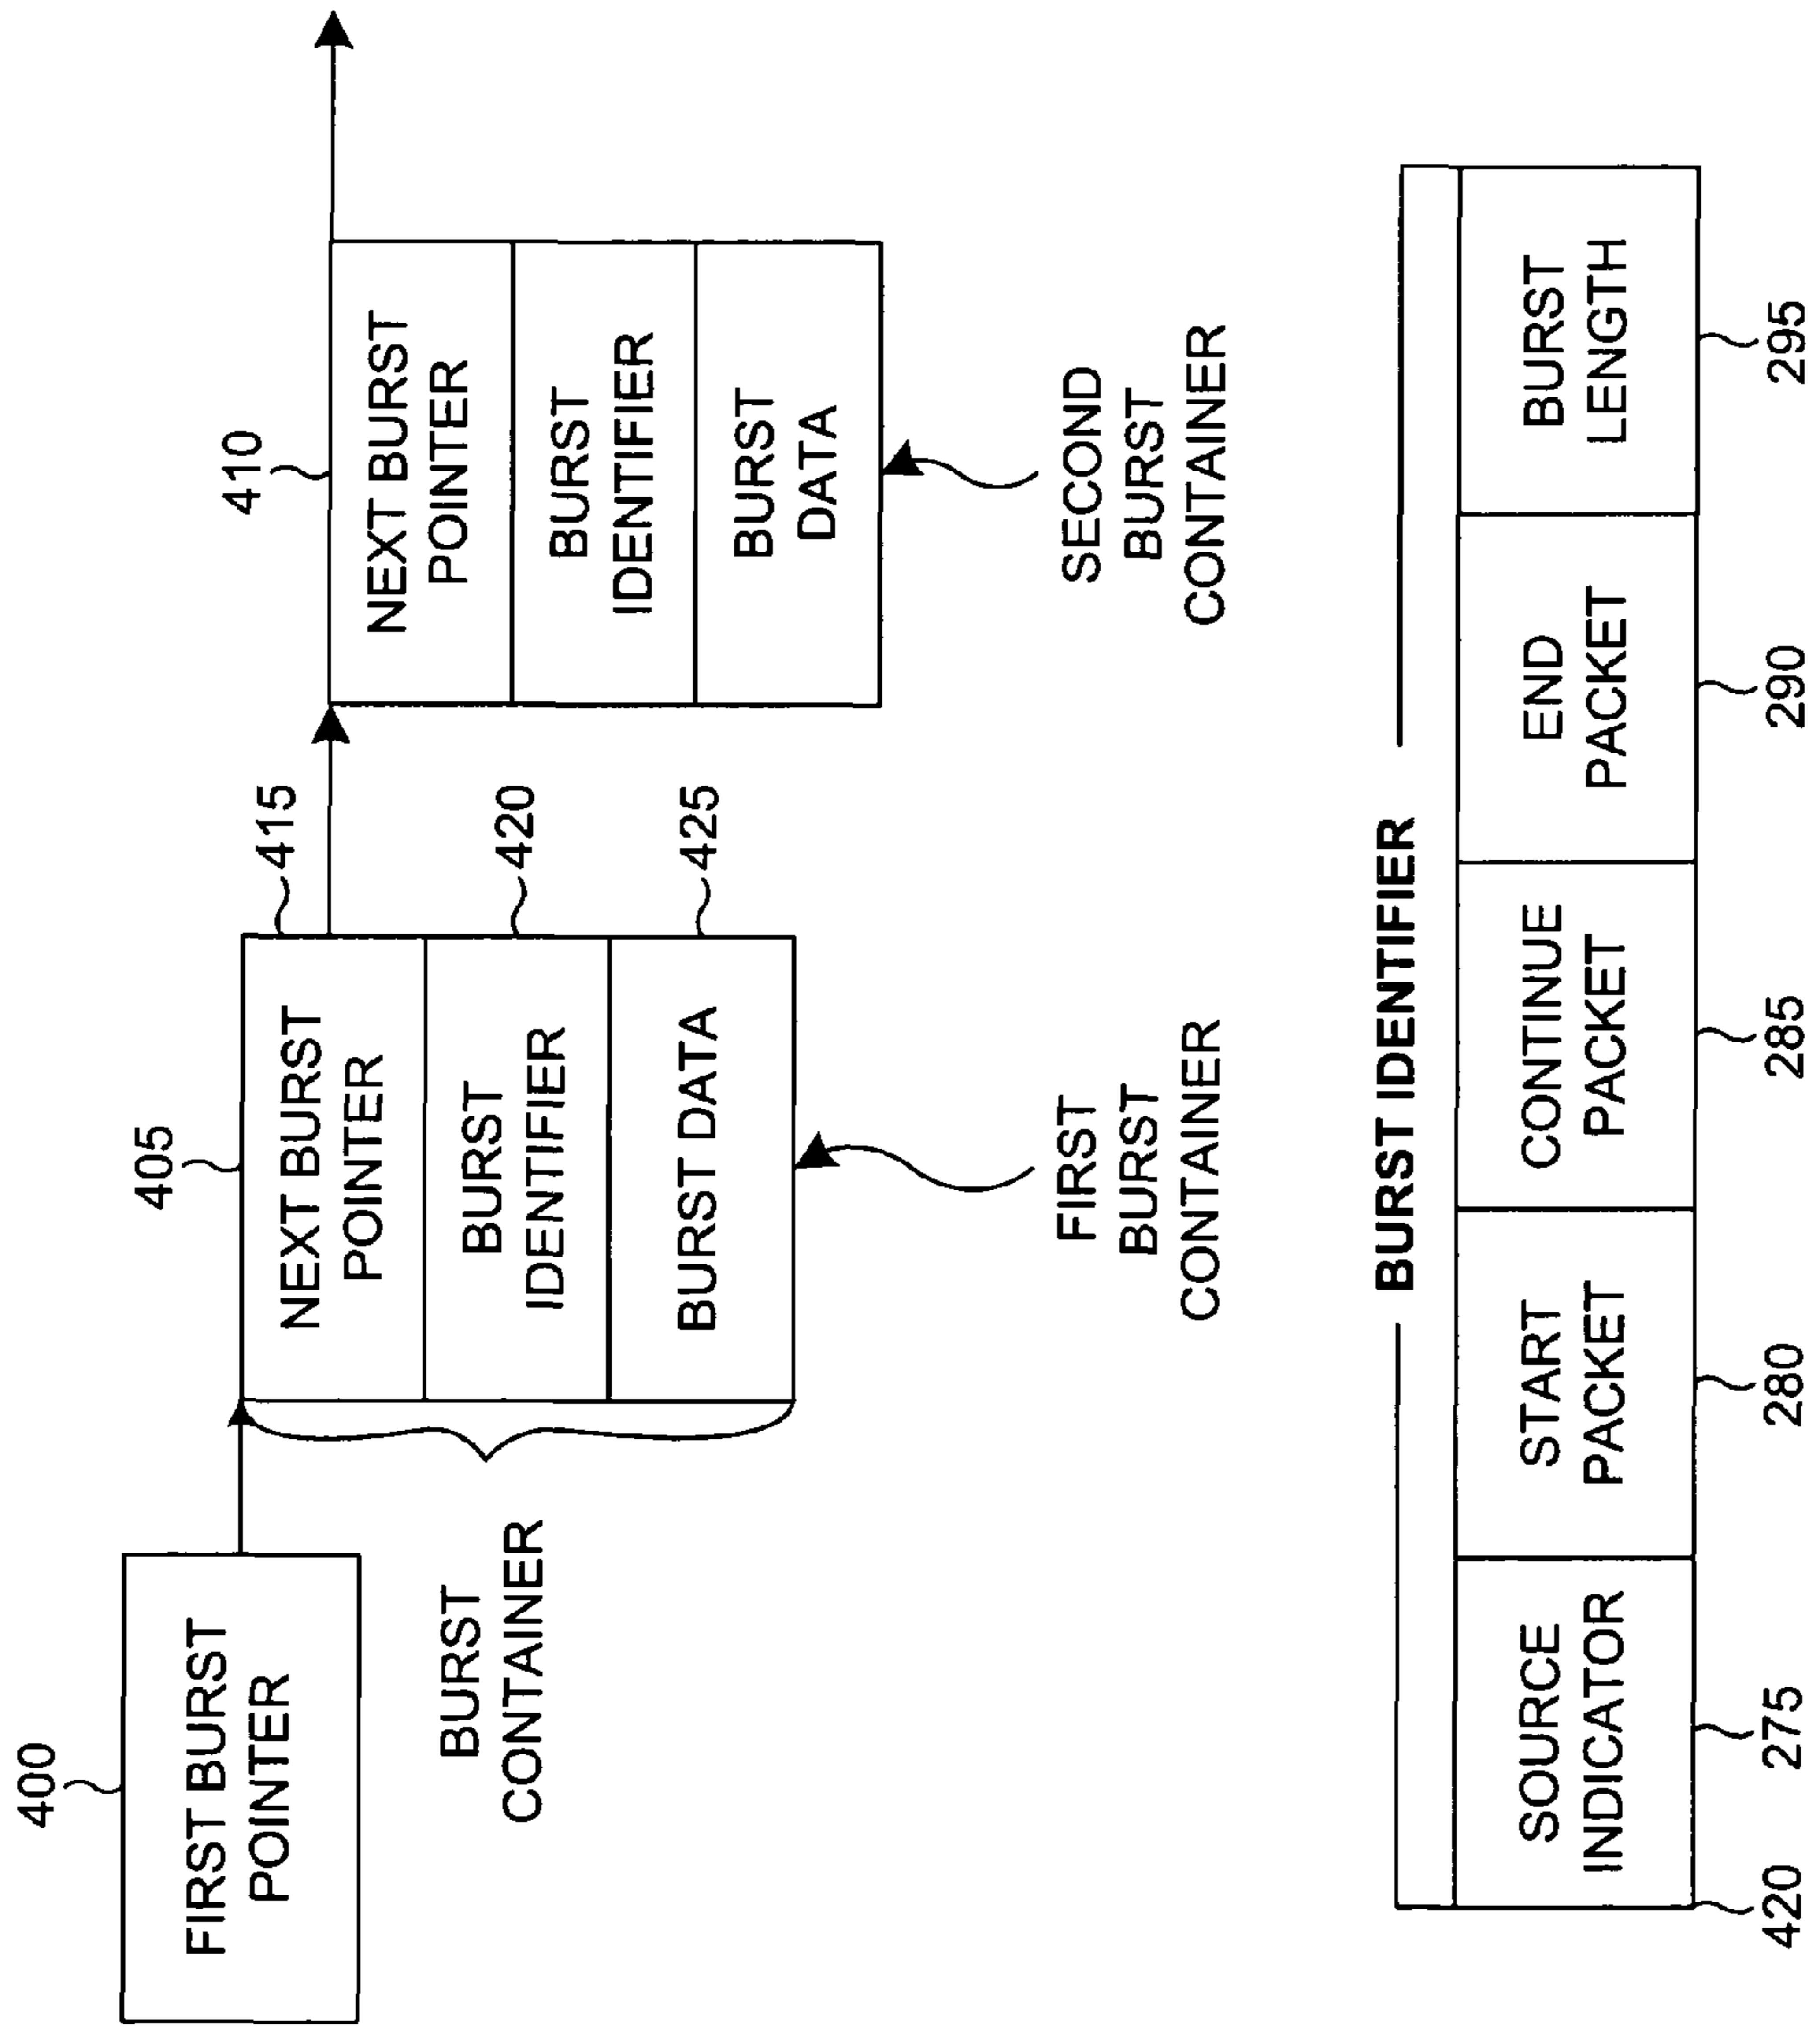 400
FIRST BURST
POINTER
BURST
CONTAINER
405
NEXT BURST
POINTER
415
BURST
IDENTIFIER
420
BURST DATA
425
FIRST
BURST
CONTAINER
410
NEXT BURST
POINTER
BURST
IDENTIFIER
BURST
DATA
SECOND
BURST
CONTAINER
BURST IDENTIFIER
SOURCE
INDICATOR
START
PACKET
CONTINUE
PACKET
END
PACKET
BURST
LENGTH
420
275
280
285
290
295